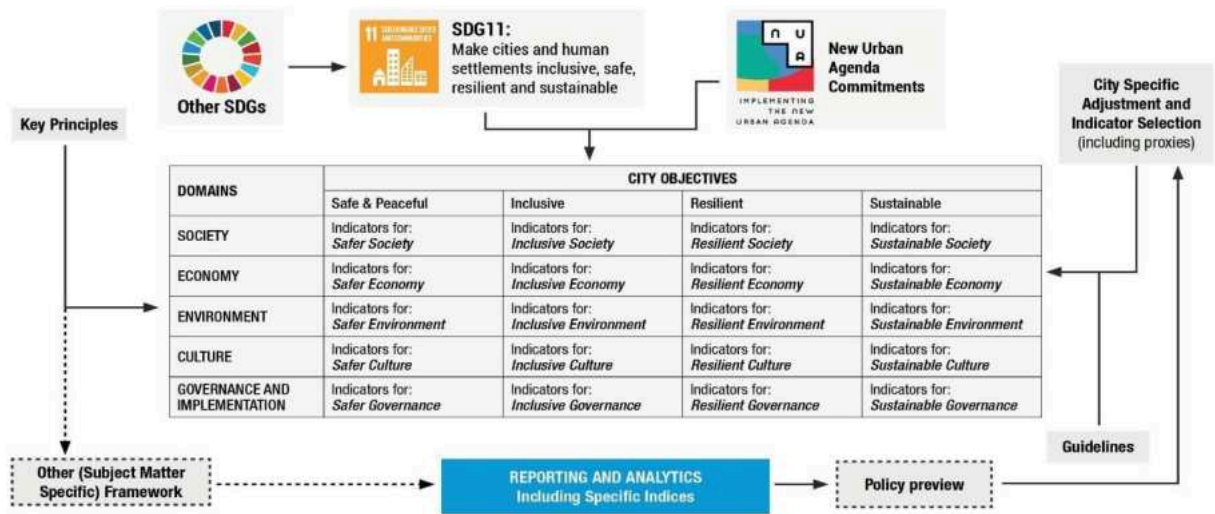 11 SUSTAINABLE CITIES
AND COMMUNITIES
SDG11:
Make cities and human
settlements inclusive, safe,
resilient and sustainable
Other SDGs
N U
A
IMPLEMENTING
THE NEW
URBAN AGENDA
New Urban
Agenda
Commitments
Key Principles
City Specific
Adjustment and
Indicator Selection
(including proxies)
DOMAINS
CITY OBJECTIVES
Safe & Peaceful Inclusive Resilient Sustainable
SOCIETY
Indicators for: Indicators for: Indicators for: Indicators for:
Safer Society Inclusive Society Resilient Society Sustainable Society
ECONOMY
Indicators for: Indicators for: Indicators for: Indicators for:
Safer Economy Inclusive Economy Resilient Economy Sustainable Economy
ENVIRONMENT
Indicators for: Indicators for: Indicators for: Indicators for:
Safer Environment Inclusive Environment Resilient Environment Sustainable Environment
CULTURE
Indicators for: Indicators for: Indicators for: Indicators for:
Safer Culture Inclusive Culture Resilient Culture Sustainable Culture
GOVERNANCE AND
IMPLEMENTATION
Indicators for: Indicators for: Indicators for: Indicators for:
Safer Governance Inclusive Governance Resilient Governance Sustainable Governance
Guidelines
Other (Subject Matter
Specific) Framework
REPORTING AND ANALYTICS
Including Specific Indices
Policy preview